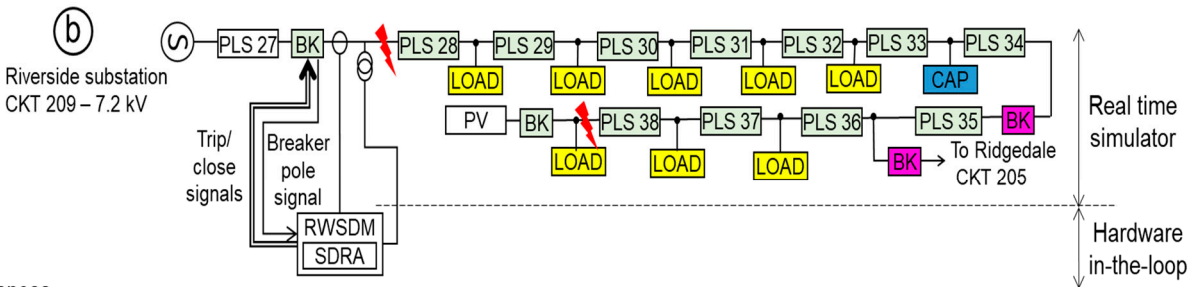 b
S PLS 27 BK PLS 28 PLS 29 PLS 30 PLS 31 PLS 32 PLS 33 PLS 34
Riverside substation
CKT 209 – 7.2 kV
LOAD LOAD LOAD LOAD LOAD CAP
PV BK PLS 38 PLS 37 PLS 36 PLS 35 BK
LOAD LOAD LOAD BK
To Ridgedale
CKT 205
Trip/
close
signals
Breaker
pole
signal
RWSDM
SDRA
Real time
simulator
Hardware
in-the-loop